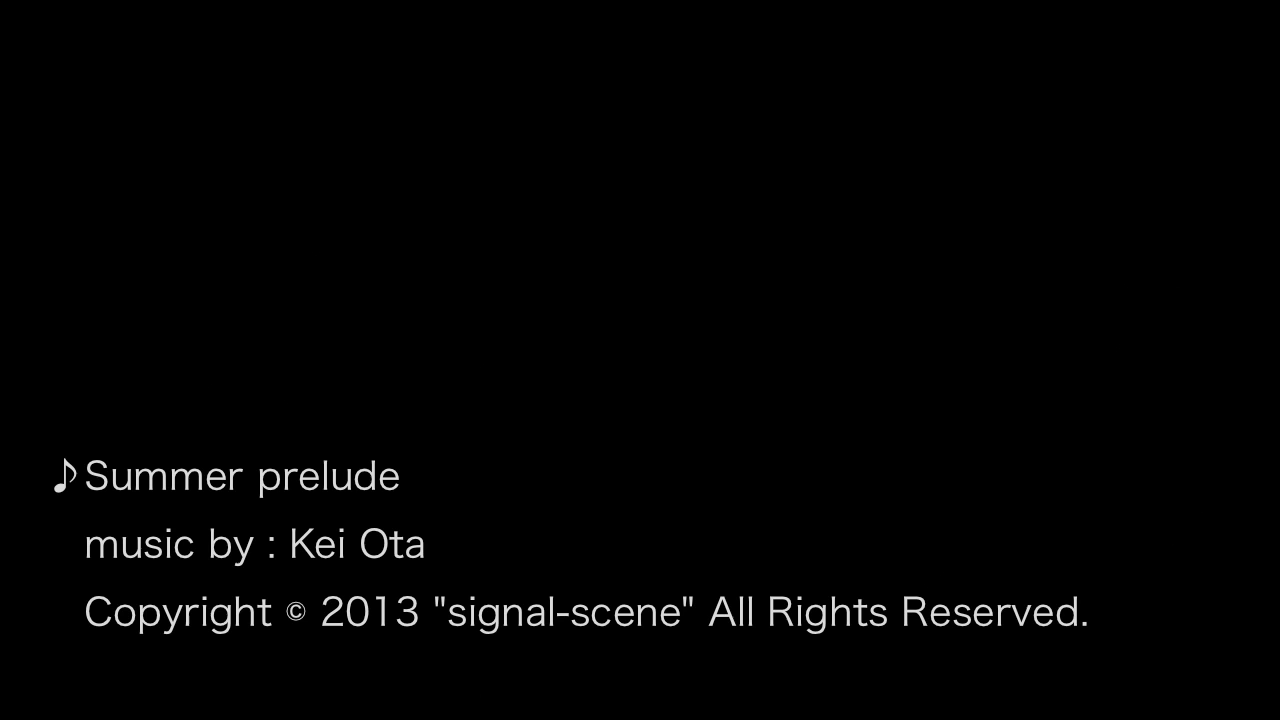 ♪Summer prelude
music by : Kei Ota
Copyright © 2013 "signal-scene" All Rights Reserved.